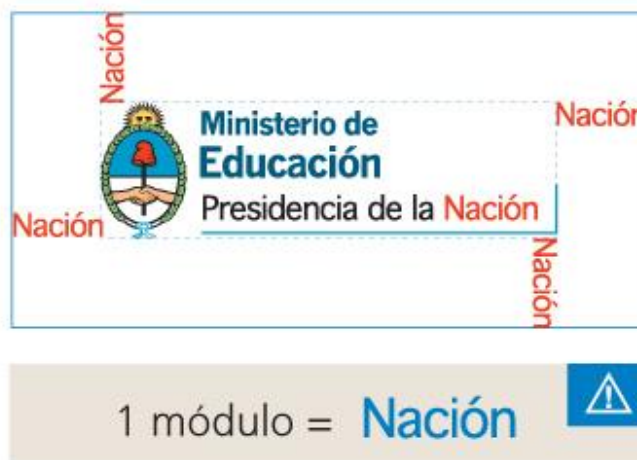 Nación
Ministerio de
Nación
Educación
Presidencia de la Nación
Nación
Nación
1 módulo = Nación